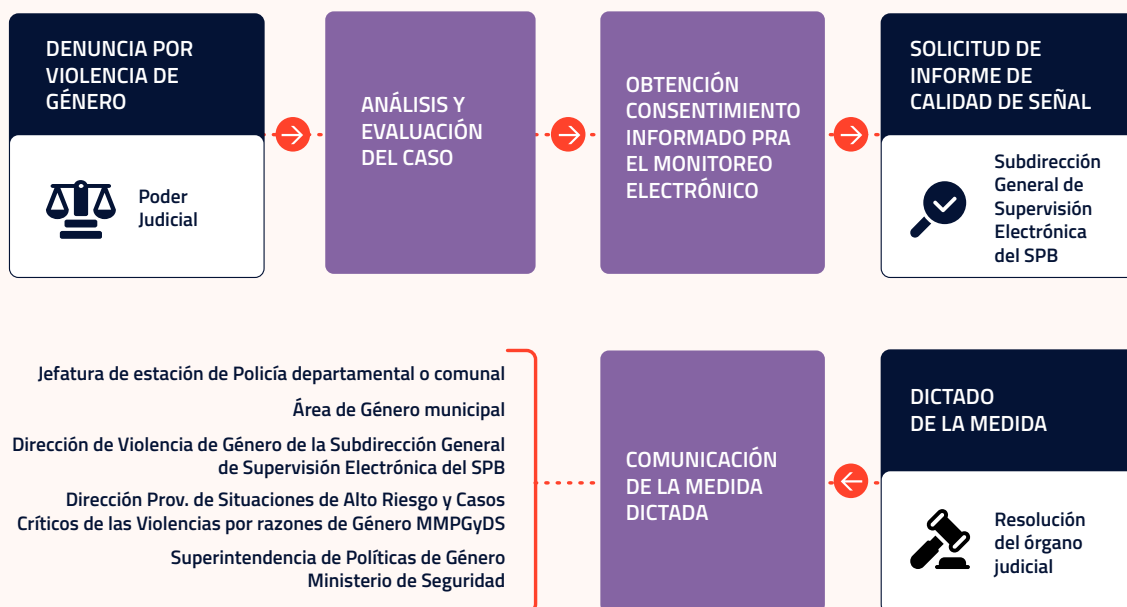 DENUNCIA POR
VIOLENCIA DE
GÉNERO
Poder
Judicial
ANÁLISIS Y
EVALUACIÓN
DEL CASO
OBTENCIÓN
CONSENTIMIENTO
INFORMADO PRA
EL MONITOREO
ELECTRÓNICO
SOLICITUD DE
INFORME DE
CALIDAD DE SEÑAL
Subdirección
General de
Supervisión
Electrónica
del SPB
DICTADO
DE LA MEDIDA
Resolución
del órgano
judicial
COMUNICACIÓN
DE LA MEDIDA
DICTADA
Jefatura de estación de Policía departamental o comunal
Área de Género municipal
Dirección de Violencia de Género de la Subdirección General
de Supervisión Electrónica del SPB
Dirección Prov. de Situaciones de Alto Riesgo y Casos
Críticos de las Violencias por razones de Género MMPGyDS
Superintendencia de Políticas de Género
Ministerio de Seguridad